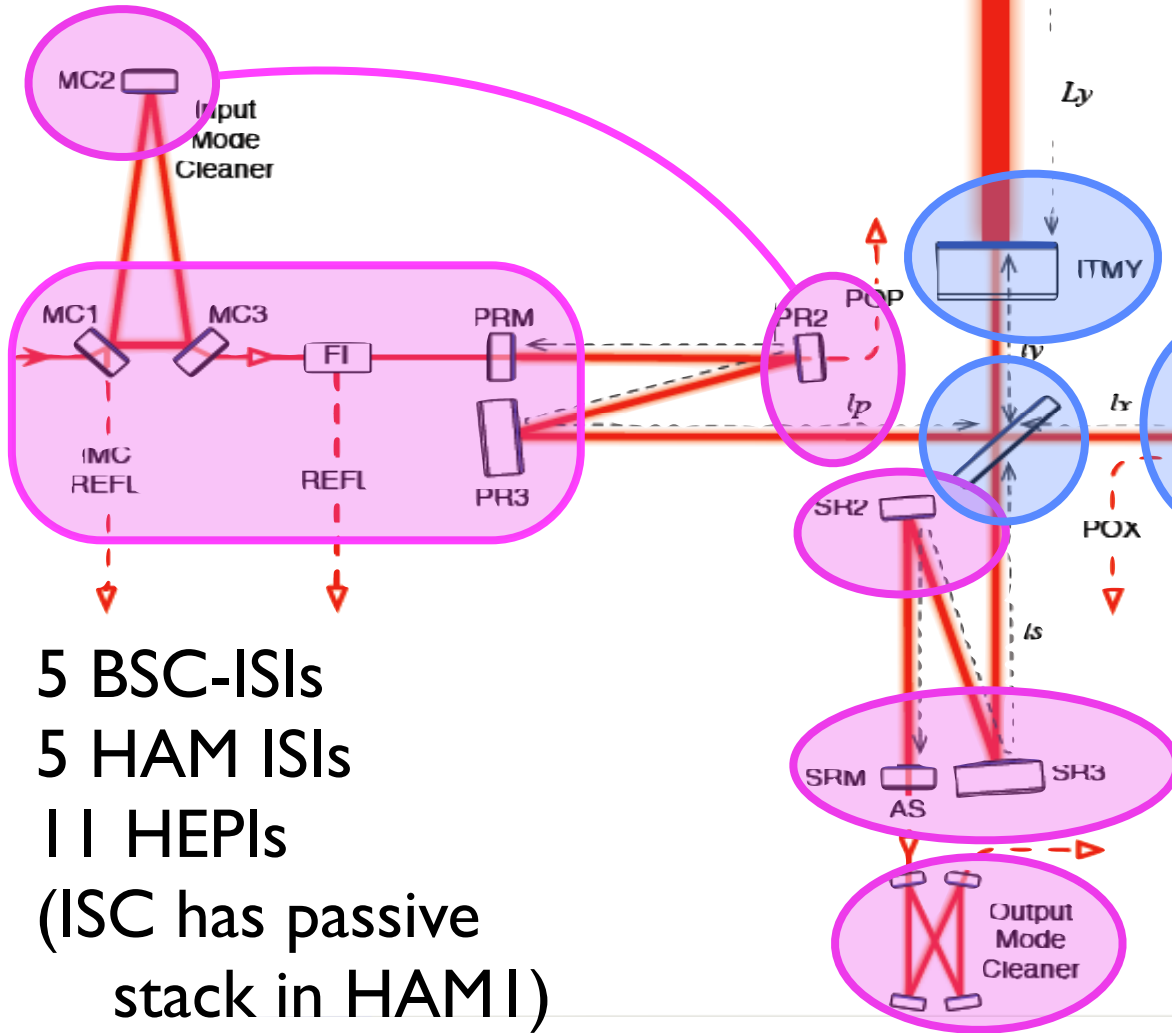 MC2
Input
Mode
Cleaner
Ly
ITMY
MC1
MC3
PRM
POP
PR2
FI
ly
lp
lx
IMC
REFL
REFL
PR3
SR2
POX
ls
5 BSC-ISIs
5 HAM ISIs
11 HEPIs
(ISC has passive
stack in HAM1)
SRM
SR3
AS
Output
Mode
Cleaner